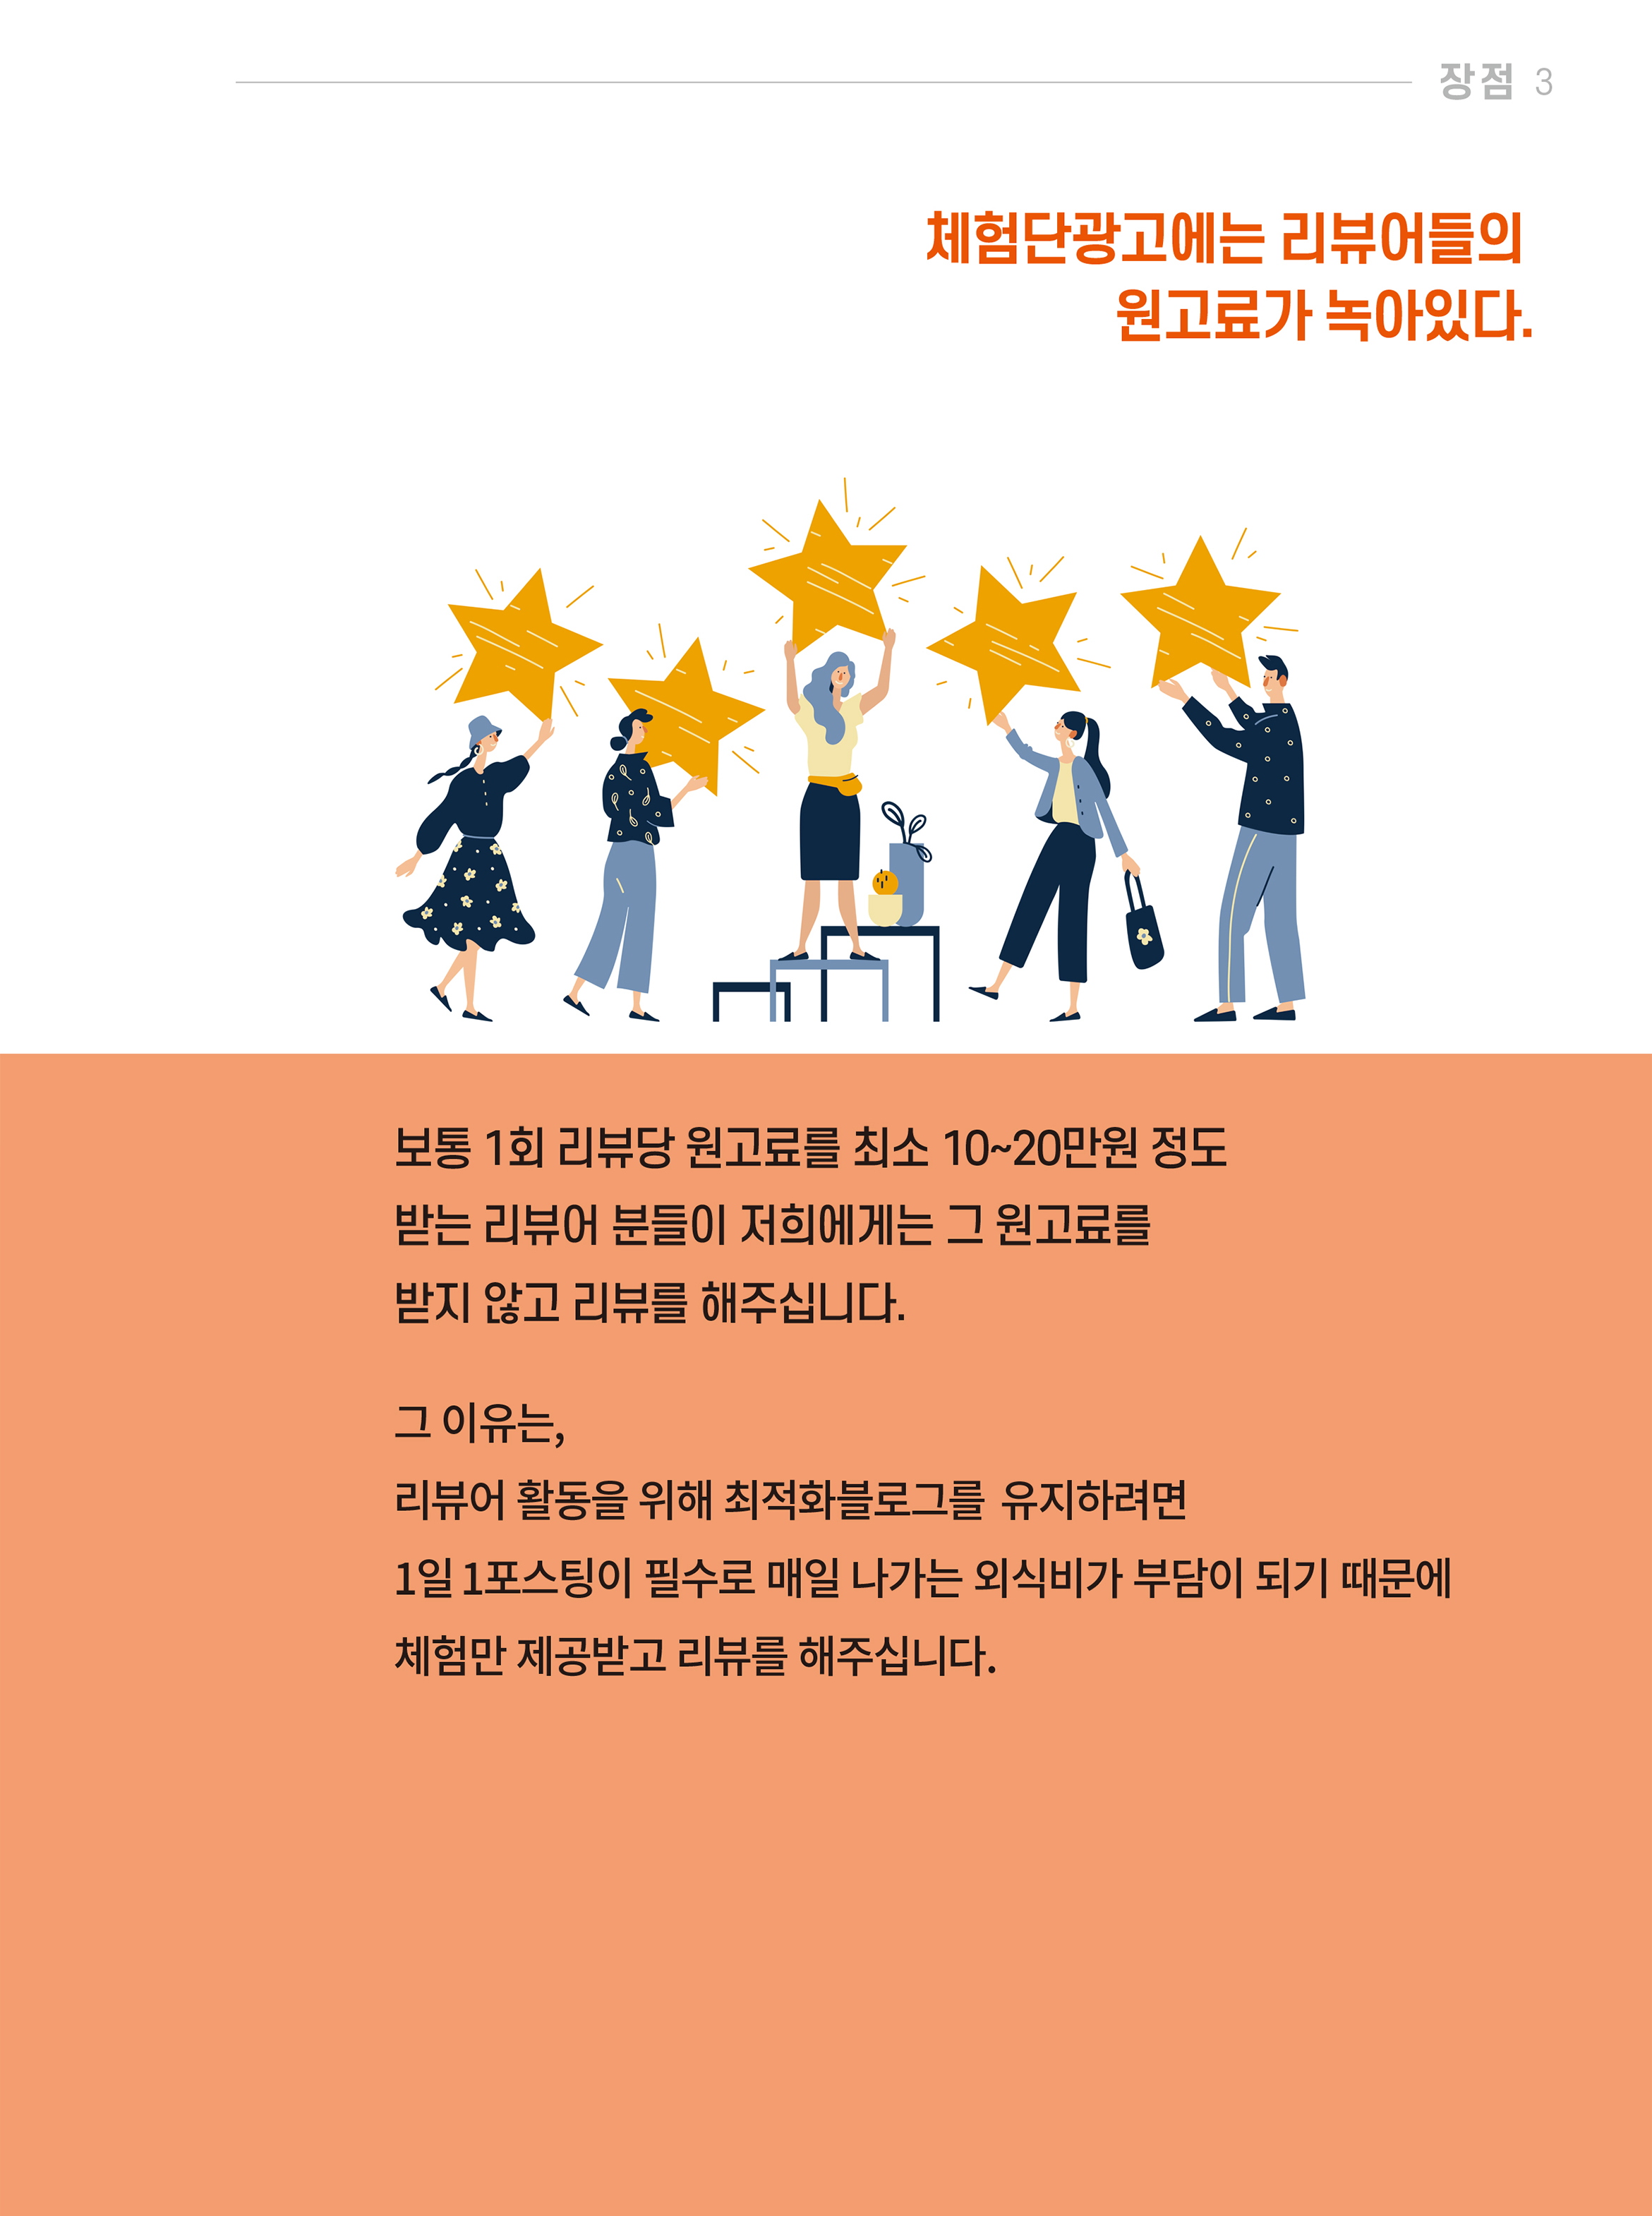 장점 3
체험단광고에는 리뷰어들의
원고료가 녹아있다.
보통 1회 리뷰당 원고료를 최소 10~20만원 정도
받는 리뷰어 분들이 저희에게는 그 원고료를
받지 않고 리뷰를 해주십니다.
그 이유는,
리뷰어 활동을 위해 최적화블로그를 유지하려면
1일 1포스팅이 필수로 매일 나가는 외식비가 부담이 되기 때문에
체험만 제공받고 리뷰를 해주십니다.